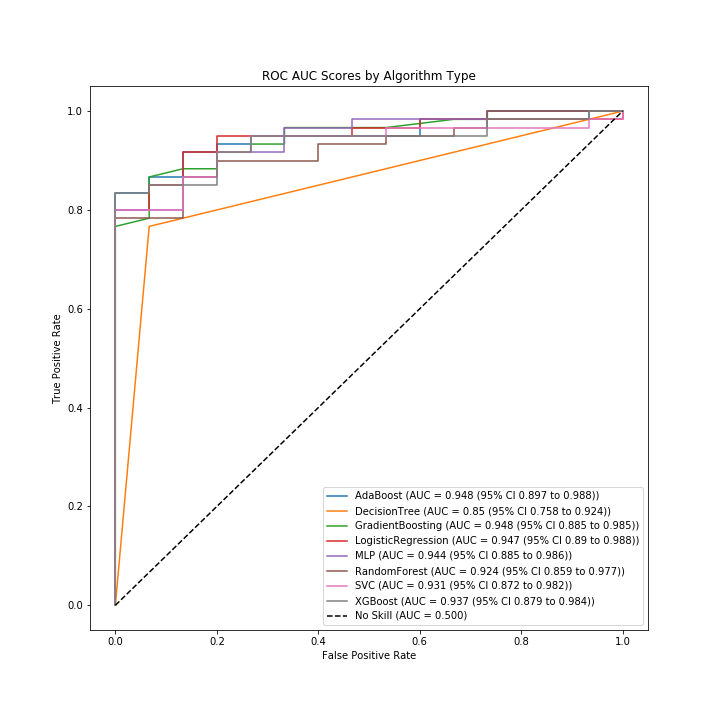 ROC AUC Scores by Algorithm Type
1.0
0.8
0.6
0.4
0.2
0.0
True Positive Rate
AdaBoost (AUC = 0.948 (95% CI 0.897 to 0.988))
DecisionTree (AUC = 0.85 (95% CI 0.758 to 0.924))
GradientBoosting (AUC = 0.948 (95% CI 0.885 to 0.985))
LogisticRegression (AUC = 0.947 (95% CI 0.89 to 0.988))
MLP (AUC = 0.944 (95% CI 0.885 to 0.986))
RandomForest (AUC = 0.924 (95% CI 0.859 to 0.977))
SVC (AUC = 0.931 (95% CI 0.872 to 0.982))
XGBoost (AUC = 0.937 (95% CI 0.879 to 0.984))
No Skill (AUC = 0.500)
0.0 0.2 0.4 0.6 0.8 1.0
False Positive Rate